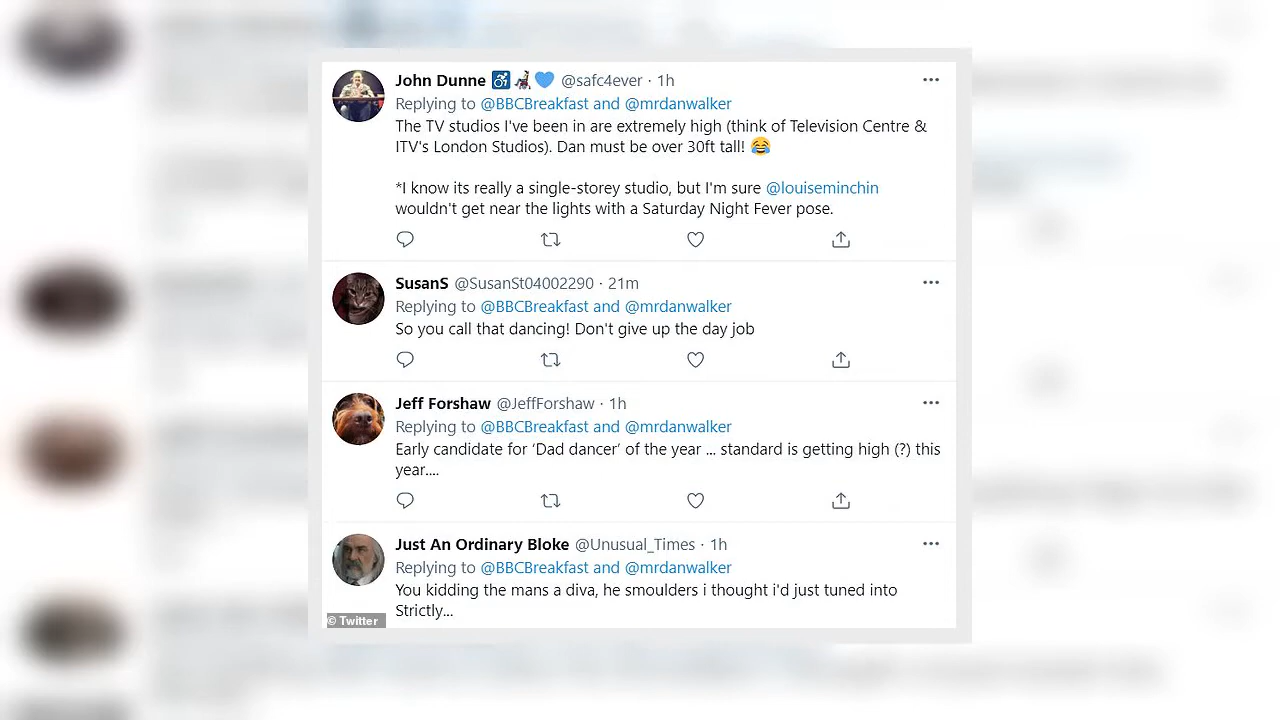 John Dunne ♿👨‍🦽💙 @safc4ever · 1h
Replying to @BBCBreakfast and @mrdanwalker
The TV studios I've been in are extremely high (think of Television Centre &
ITV's London Studios). Dan must be over 30ft tall! 😂
*I know its really a single-storey studio, but I'm sure @louiseminchin
wouldn't get near the lights with a Saturday Night Fever pose.
SusanS @SusanSt04002290 · 21m
Replying to @BBCBreakfast and @mrdanwalker
So you call that dancing! Don't give up the day job
Jeff Forshaw @JeffForshaw · 1h
Replying to @BBCBreakfast and @mrdanwalker
Early candidate for ‘Dad dancer’ of the year ... standard is getting high (?) this
year....
Just An Ordinary Bloke @Unusual_Times · 1h
Replying to @BBCBreakfast and @mrdanwalker
You kidding the mans a diva, he smoulders i thought i'd just tuned into
Strictly...
© Twitter